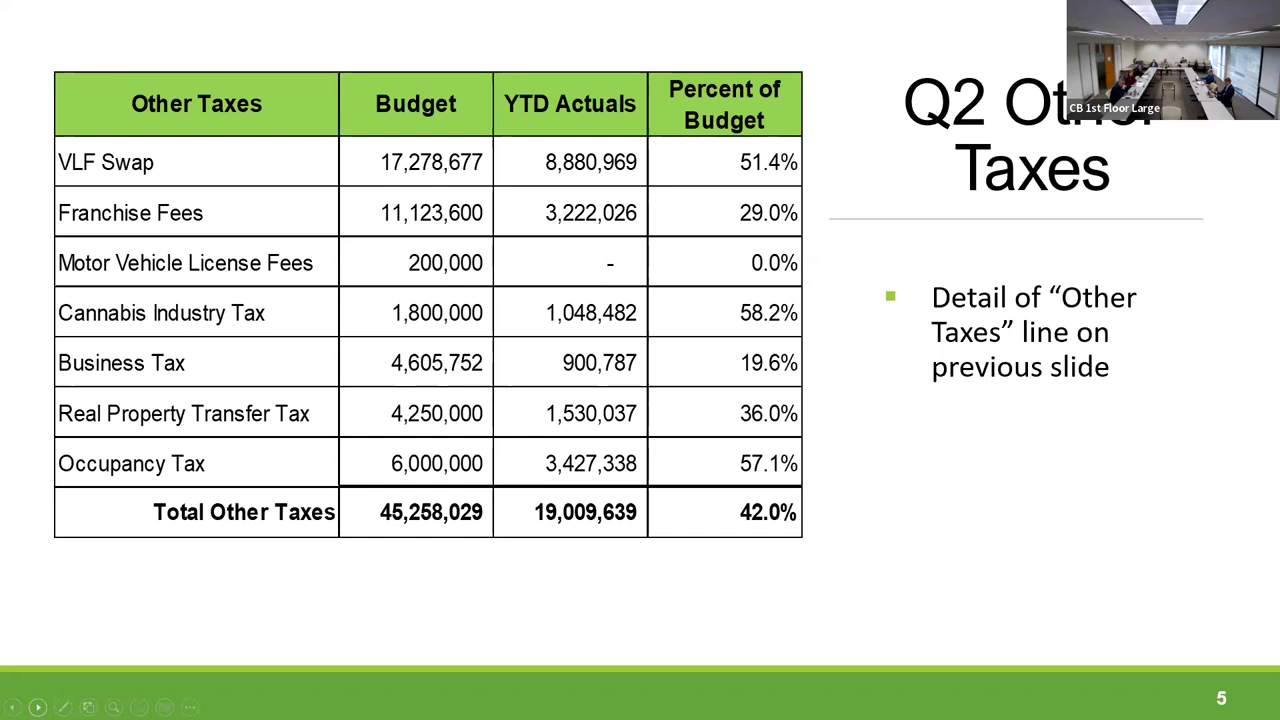 Other Taxes Budget YTD Actuals Percent of Budget
VLF Swap 17,278,677 8,880,969 51.4%
Franchise Fees 11,123,600 3,222,026 29.0%
Motor Vehicle License Fees 200,000 - 0.0%
Cannabis Industry Tax 1,800,000 1,048,482 58.2%
Business Tax 4,605,752 900,787 19.6%
Real Property Transfer Tax 4,250,000 1,530,037 36.0%
Occupancy Tax 6,000,000 3,427,338 57.1%
Total Other Taxes 45,258,029 19,009,639 42.0%
CB 1st Floor Large
Q2 Other
Taxes
Detail of “Other
Taxes” line on
previous slide
5